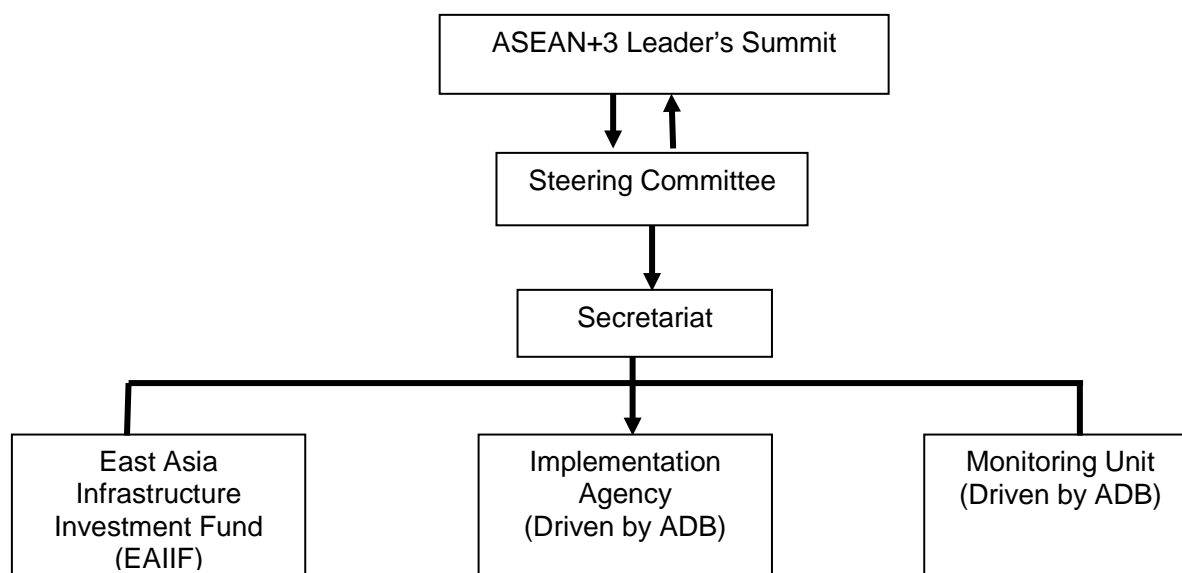 ASEAN+3 Leader’s Summit
Steering Committee
Secretariat
East Asia
Infrastructure
Investment Fund
(EAIIF)
Implementation
Agency
(Driven by ADB)
Monitoring Unit
(Driven by ADB)